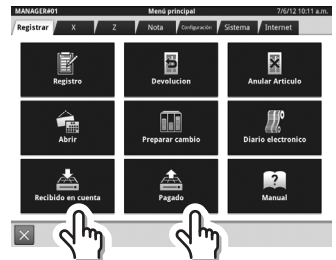 MANAGER#01 Menú principal 7/6/12 10:11 a.m.
Registrar X Z Nota Configuración Sistema Internet
Registro Devolucion Anular Articulo
Abrir Preparar cambio Diario electronico
Recibido en cuenta Pagado Manual